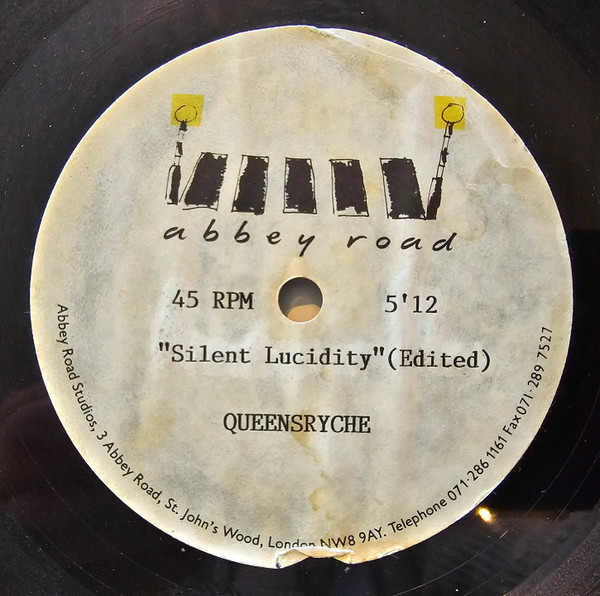 abbey road
45 RPM 5'12
"Silent Lucidity"(Edited)
QUEENSRYCHE
Abbey Road Studios, 3 Abbey Road, St. John's Wood, London NW8 9AY. Telephone 071·286 1161 Fax 071·289 7527